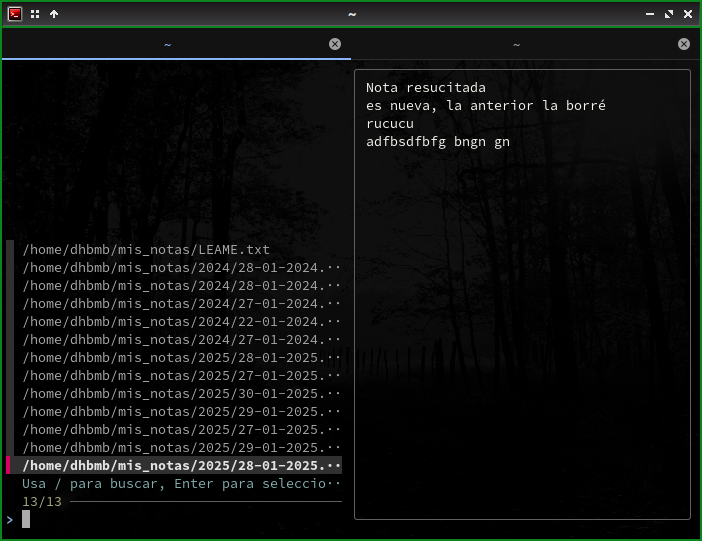 ~
~
~
Nota resucitada
es nueva, la anterior la borré
rucucu
adfbsdfbfg bngn gn
/home/dhbmb/mis_notas/LEAME.txt
/home/dhbmb/mis_notas/2024/28-01-2024.··
/home/dhbmb/mis_notas/2024/28-01-2024.··
/home/dhbmb/mis_notas/2024/27-01-2024.··
/home/dhbmb/mis_notas/2024/22-01-2024.··
/home/dhbmb/mis_notas/2024/27-01-2024.··
/home/dhbmb/mis_notas/2025/28-01-2025.··
/home/dhbmb/mis_notas/2025/27-01-2025.··
/home/dhbmb/mis_notas/2025/30-01-2025.··
/home/dhbmb/mis_notas/2025/29-01-2025.··
/home/dhbmb/mis_notas/2025/27-01-2025.··
/home/dhbmb/mis_notas/2025/29-01-2025.··
/home/dhbmb/mis_notas/2025/28-01-2025.··
Usa / para buscar, Enter para seleccio··
13/13
>